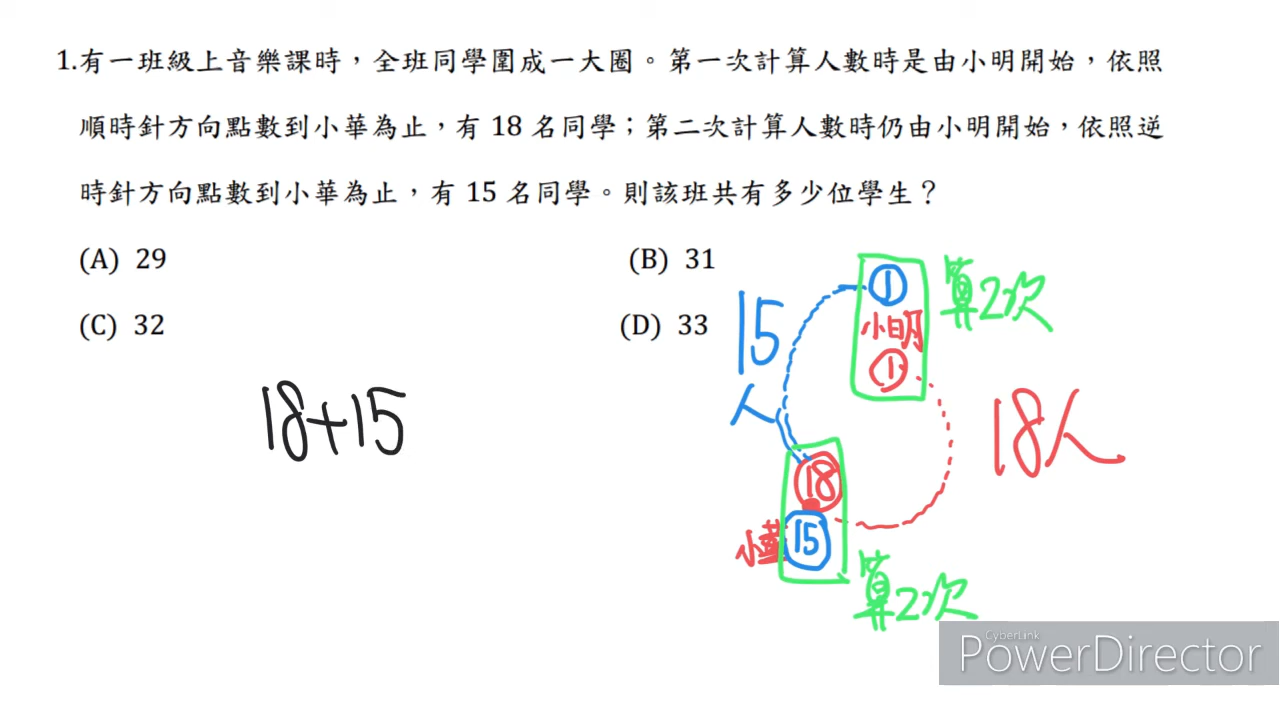 1.有一班級上音樂課時，全班同學圍成一大圈。第一次計算人數時是由小明開始，依照
順時針方向點數到小華為止，有 18 名同學；第二次計算人數時仍由小明開始，依照逆
時針方向點數到小華為止，有 15 名同學。則該班共有多少位學生？
(A) 29
(B) 31
(C) 32
(D) 33
1
算2次
小明
1
15
人
18+15
18人
18
小華
15
算2次
CyberLink
PowerDirector